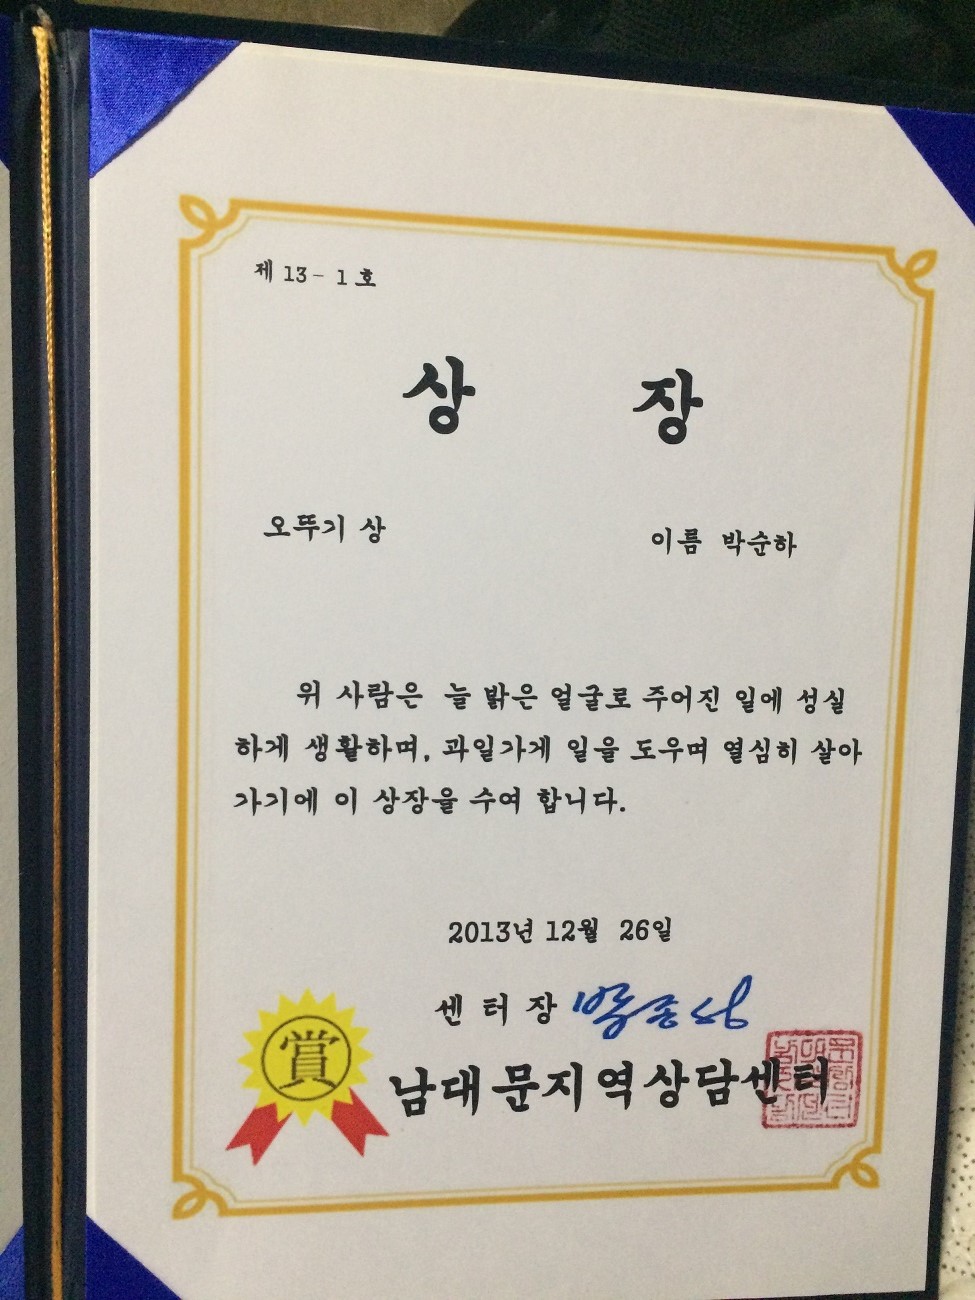 제 13- 1 호
상 장
오뚜기 상 이름 박순하
위 사람은 늘 밝은 얼굴로 주어진 일에 성실
하게 생활하며, 과일가게 일을 도우며 열심히 살아
가기에 이 상장을 수여 합니다.
2013년 12월 26일
센 터 장
賞
남대문지역상담센터